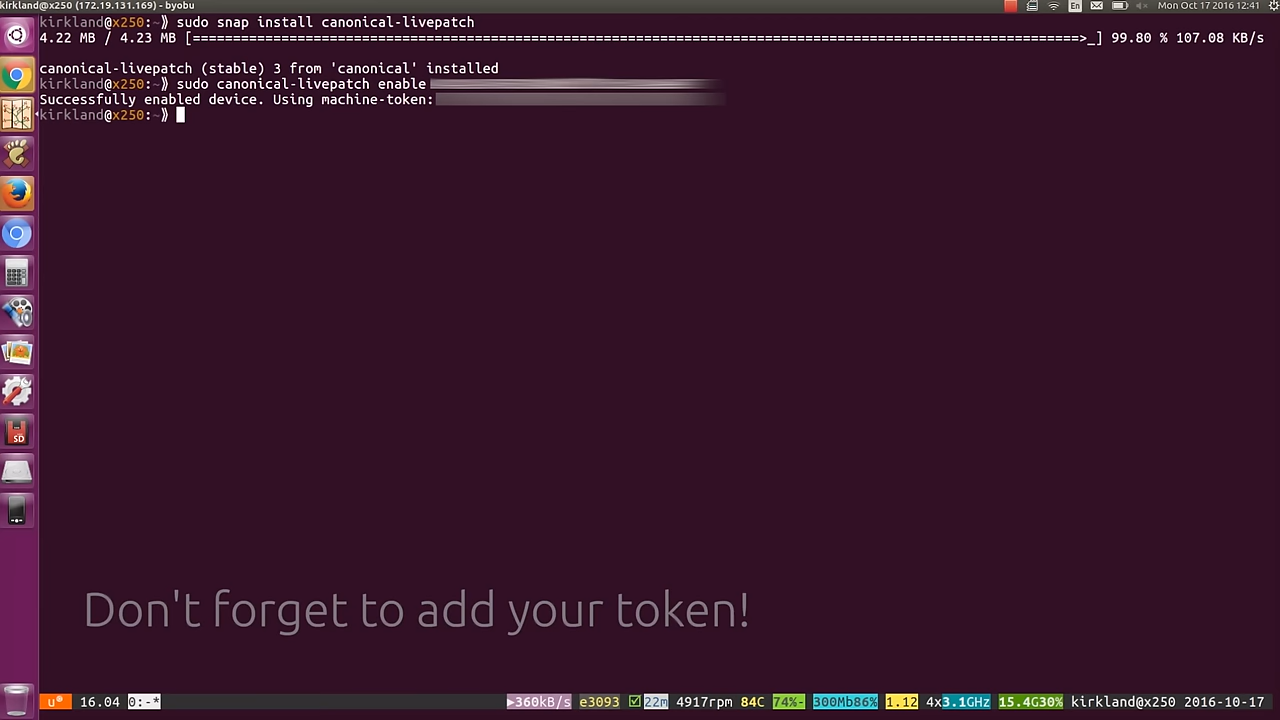 kirkland@x250 (172.19.131.169) - byobu
En
Mon Oct 17 2016 12:41
kirkland@x250:~⟫ sudo snap install canonical-livepatch
4.22 MB / 4.23 MB [==============================================================================================================>_] 99.80 % 107.08 KB/s
canonical-livepatch (stable) 3 from 'canonical' installed
kirkland@x250:~⟫ sudo canonical-livepatch enable
Successfully enabled device. Using machine-token:
kirkland@x250:~⟫
SD
Don't forget to add your token!
u 16.04 0:-* ▶360kB/s e3093 ☑22m 4917rpm 84C 74%- 300Mb86% 1.12 4x3.1GHz 15.4G30% kirkland@x250 2016-10-17